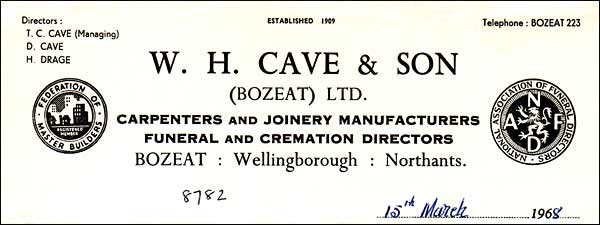 Directors :
T. C. CAVE (Managing)
D. CAVE
H. DRAGE
ESTABLISHED 1909
Telephone : BOZEAT 223
W. H. CAVE & SON
(BOZEAT) LTD.
CARPENTERS AND JOINERY MANUFACTURERS
FUNERAL AND CREMATION DIRECTORS
BOZEAT : Wellingborough : Northants.
FEDERATION OF MASTER BUILDERS
REGISTERED MEMBER
NATIONAL ASSOCIATION OF FUNERAL DIRECTORS
N A F D
8782
15th March 1968